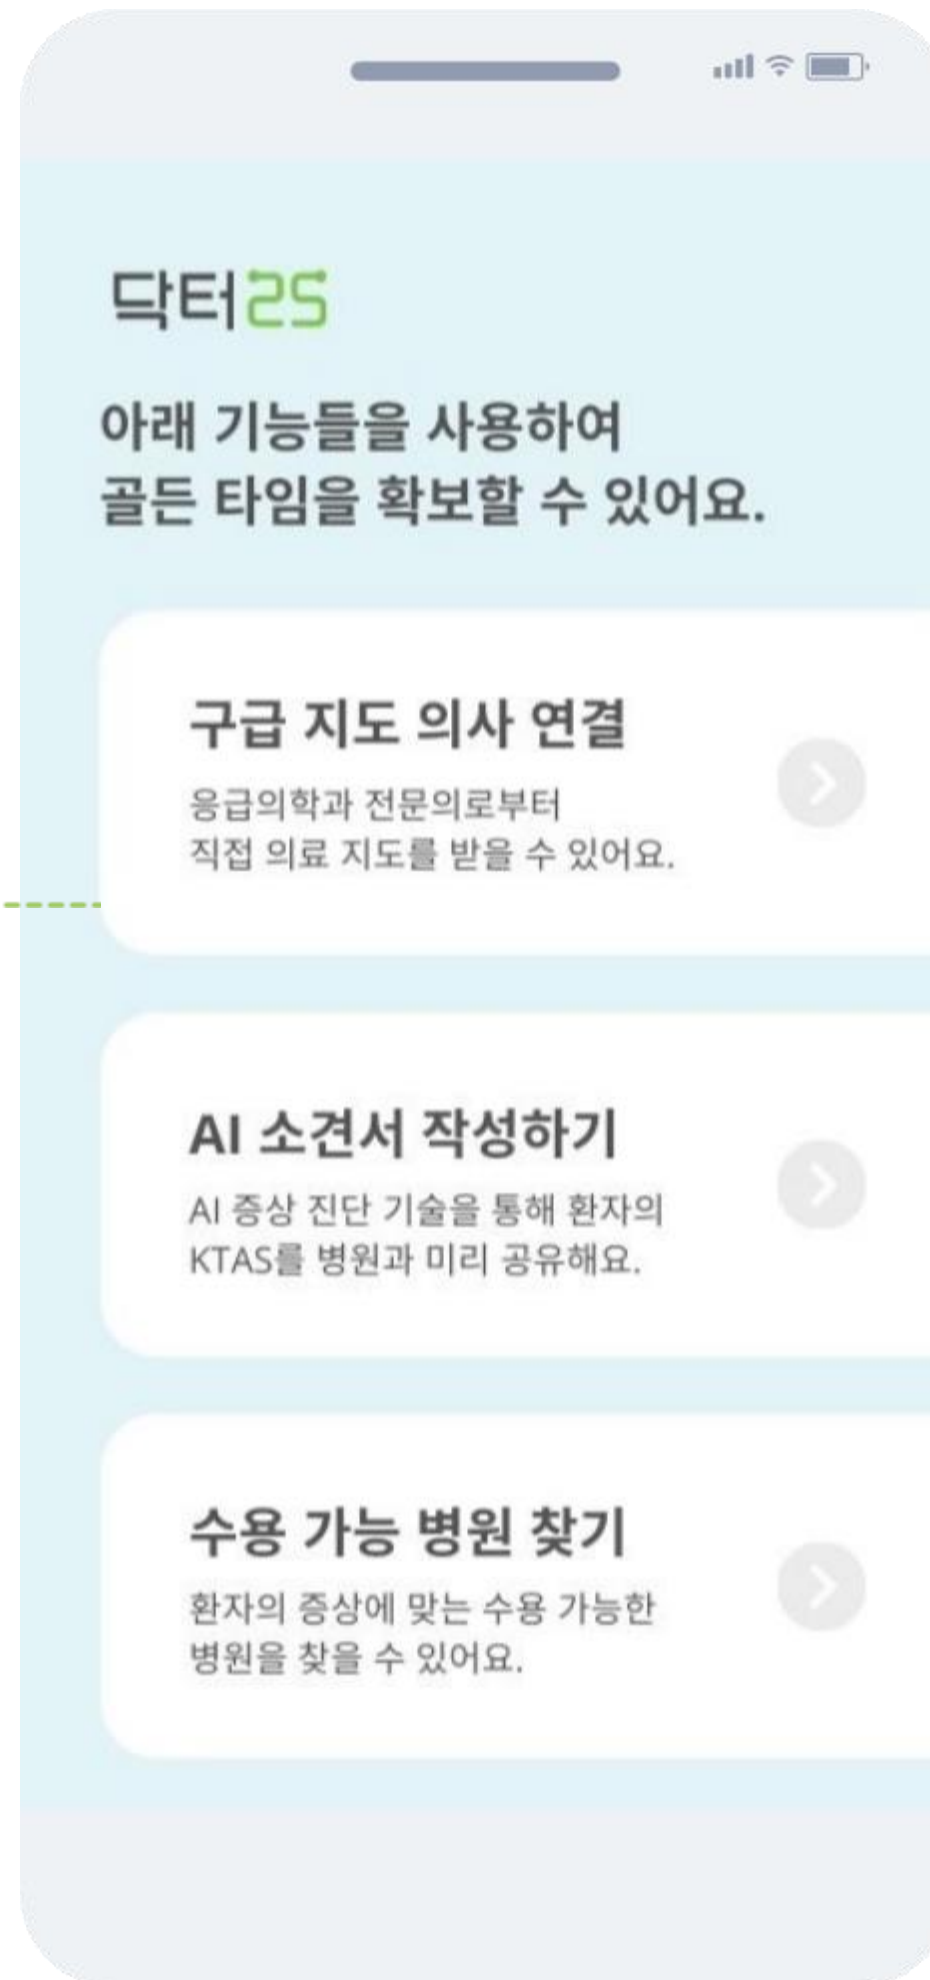 닥터25
아래 기능들을 사용하여
골든 타임을 확보할 수 있어요.
구급 지도 의사 연결
응급의학과 전문의로부터
직접 의료 지도를 받을 수 있어요.
AI 소견서 작성하기
AI 증상 진단 기술을 통해 환자의
KTAS를 병원과 미리 공유해요.
수용 가능 병원 찾기
환자의 증상에 맞는 수용 가능한
병원을 찾을 수 있어요.